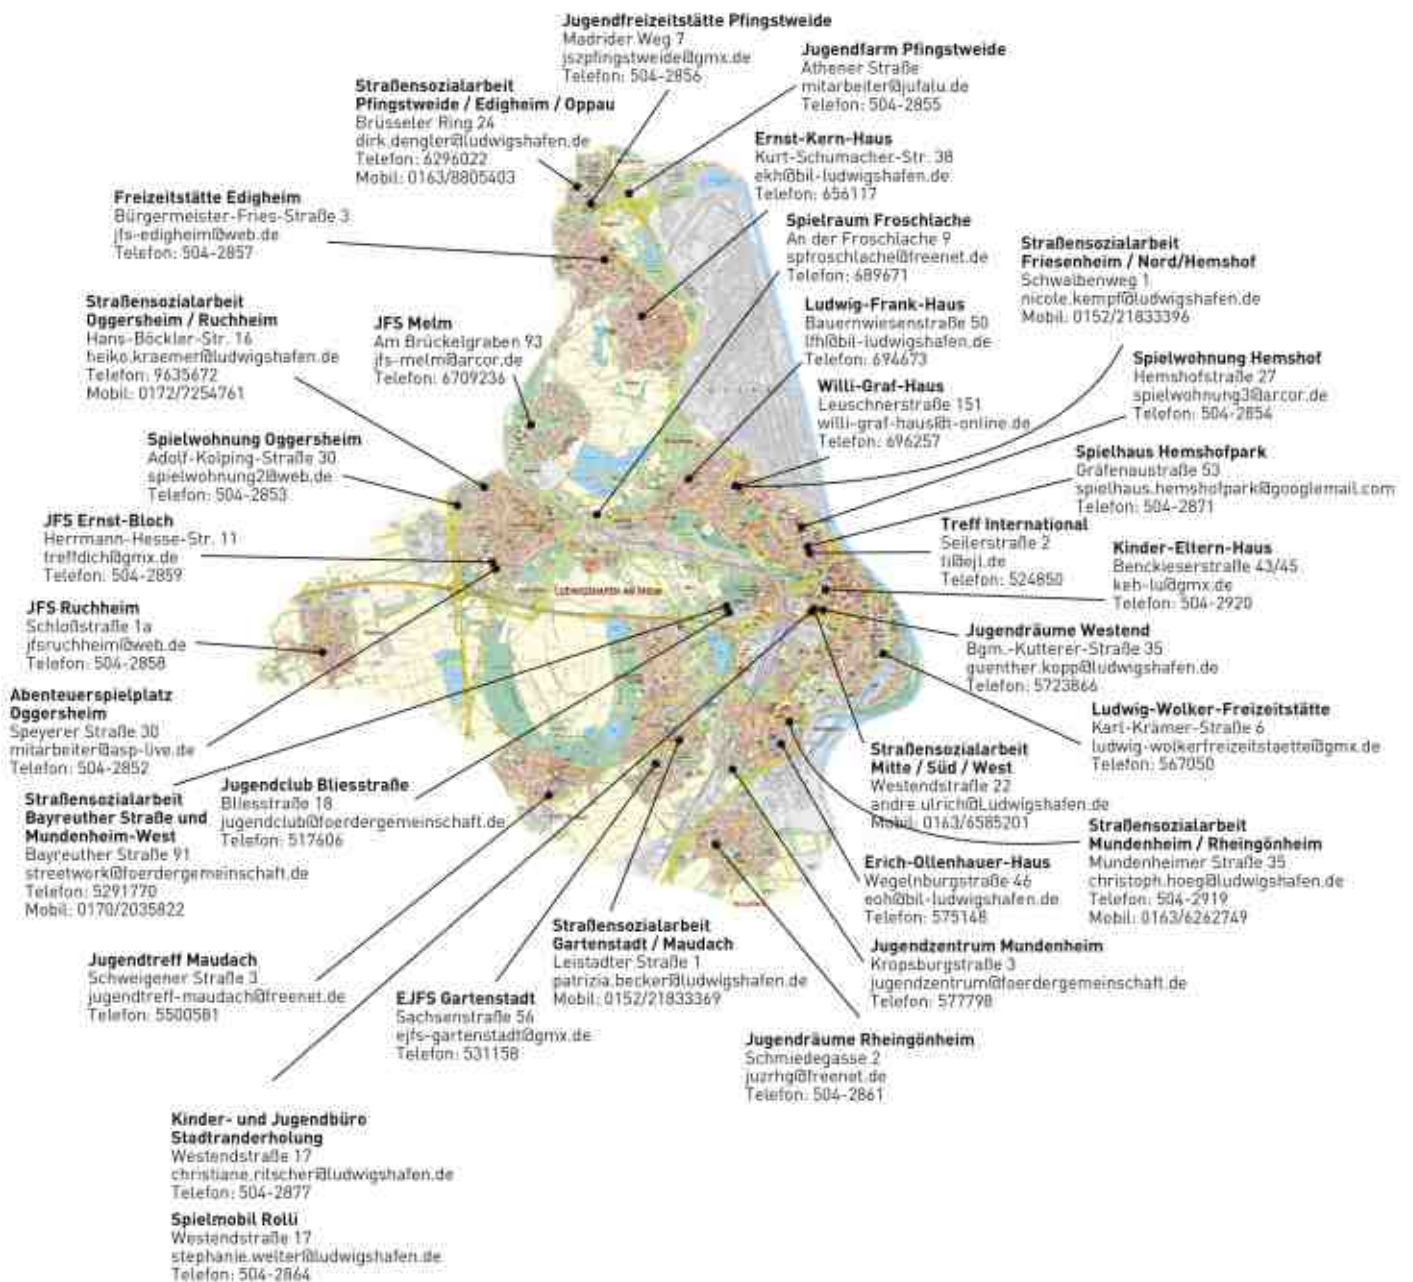 Jugendfreizeitstätte Pfingstweide
Madrider Weg 7
jszpfingstweide@gmx.de
Telefon: 504-2856
Jugendfarm Pfingstweide
Athener Straße
mitarbeiter@jufalu.de
Telefon: 504-2855
Straßensozialarbeit
Pfingstweide / Edigheim / Oppau
Brüsseler Ring 24
dirk.dengler@ludwigshafen.de
Telefon: 6296022
Mobil: 0163/8805403
Ernst-Kern-Haus
Kurt-Schumacher-Str. 38
ekh@bil-ludwigshafen.de
Telefon: 656117
Freizeitstätte Edigheim
Bürgermeister-Fries-Straße 3
jfs-edigheim@web.de
Telefon: 504-2857
Spielraum Froschlache
An der Froschlache 9
spfroschlache@freenet.de
Telefon: 689671
Straßensozialarbeit
Friesenheim / Nord/Hemshof
Schwalbenweg 1
nicole.kempf@ludwigshafen.de
Mobil: 0152/21833396
Straßensozialarbeit
Oggersheim / Ruchheim
Hans-Böckler-Str. 16
heiko.kraemer@ludwigshafen.de
Telefon: 9635672
Mobil: 0172/7254761
JFS Melm
Am Brückelgraben 93
jfs-melm@arcor.de
Telefon: 6709236
Ludwig-Frank-Haus
Bauernwiesenstraße 50
lfh@bil-ludwigshafen.de
Telefon: 694673
Spielwohnung Hemshof
Hemshofstraße 27
spielwohnung3@arcor.de
Telefon: 504-2854
Willi-Graf-Haus
Leuschnerstraße 151
willi-graf-haus@t-online.de
Telefon: 696257
Spielwohnung Oggersheim
Adolf-Kolping-Straße 30
spielwohnung2@web.de
Telefon: 504-2853
Spielhaus Hemshofpark
Gräfenaustraße 53
spielhaus.hemshofpark@googlemail.com
Telefon: 504-2871
JFS Ernst-Bloch
Herrmann-Hesse-Str. 11
treffdich@gmx.de
Telefon: 504-2859
Treff International
Seilerstraße 2
ti@ejl.de
Telefon: 524850
Kinder-Eltern-Haus
Benckieserstraße 43/45
keh-lu@gmx.de
Telefon: 504-2920
JFS Ruchheim
Schloßstraße 1a
jfsruchheim@web.de
Telefon: 504-2858
Jugendräume Westend
Bgm.-Kutterer-Straße 35
guenther.kopp@ludwigshafen.de
Telefon: 5723866
Abenteuerspielplatz
Oggersheim
Speyerer Straße 30
mitarbeiter@asp-live.de
Telefon: 504-2852
Ludwig-Wolker-Freizeitstätte
Karl-Krämer-Straße 6
ludwig-wolkerfreizeitstaette@gmx.de
Telefon: 567050
Straßensozialarbeit
Mitte / Süd / West
Westendstraße 22
andre.ulrich@Ludwigshafen.de
Mobil: 0163/6585201
Jugendclub Bliesstraße
Bliesstraße 18
jugendclub@foerdergemeinschaft.de
Telefon: 517606
Straßensozialarbeit
Bayreuther Straße und
Mundenheim-West
Bayreuther Straße 91
streetwork@foerdergemeinschaft.de
Telefon: 5291770
Mobil: 0170/2035822
Straßensozialarbeit
Mundenheim / Rheingönheim
Mundenheimer Straße 35
christoph.hoeg@ludwigshafen.de
Telefon: 504-2919
Mobil: 0163/6262749
Erich-Ollenhauer-Haus
Wegelnburgstraße 46
eoh@bil-ludwigshafen.de
Telefon: 575148
Straßensozialarbeit
Gartenstadt / Maudach
Leistadter Straße 1
patrizia.becker@ludwigshafen.de
Mobil: 0152/21833369
Jugendzentrum Mundenheim
Kropsburgstraße 3
jugendzentrum@foerdergemeinschaft.de
Telefon: 577798
Jugendtreff Maudach
Schweigener Straße 3
jugendtreff-maudach@freenet.de
Telefon: 5500581
EJFS Gartenstadt
Sachsenstraße 56
ejfs-gartenstadt@gmx.de
Telefon: 531158
Jugendräume Rheingönheim
Schmiedegasse 2
juzrhg@freenet.de
Telefon: 504-2861
Kinder- und Jugendbüro
Stadtranderholung
Westendstraße 17
christiane.ritscher@ludwigshafen.de
Telefon: 504-2877
Spielmobil Rolli
Westendstraße 17
stephanie.welter@ludwigshafen.de
Telefon: 504-2864